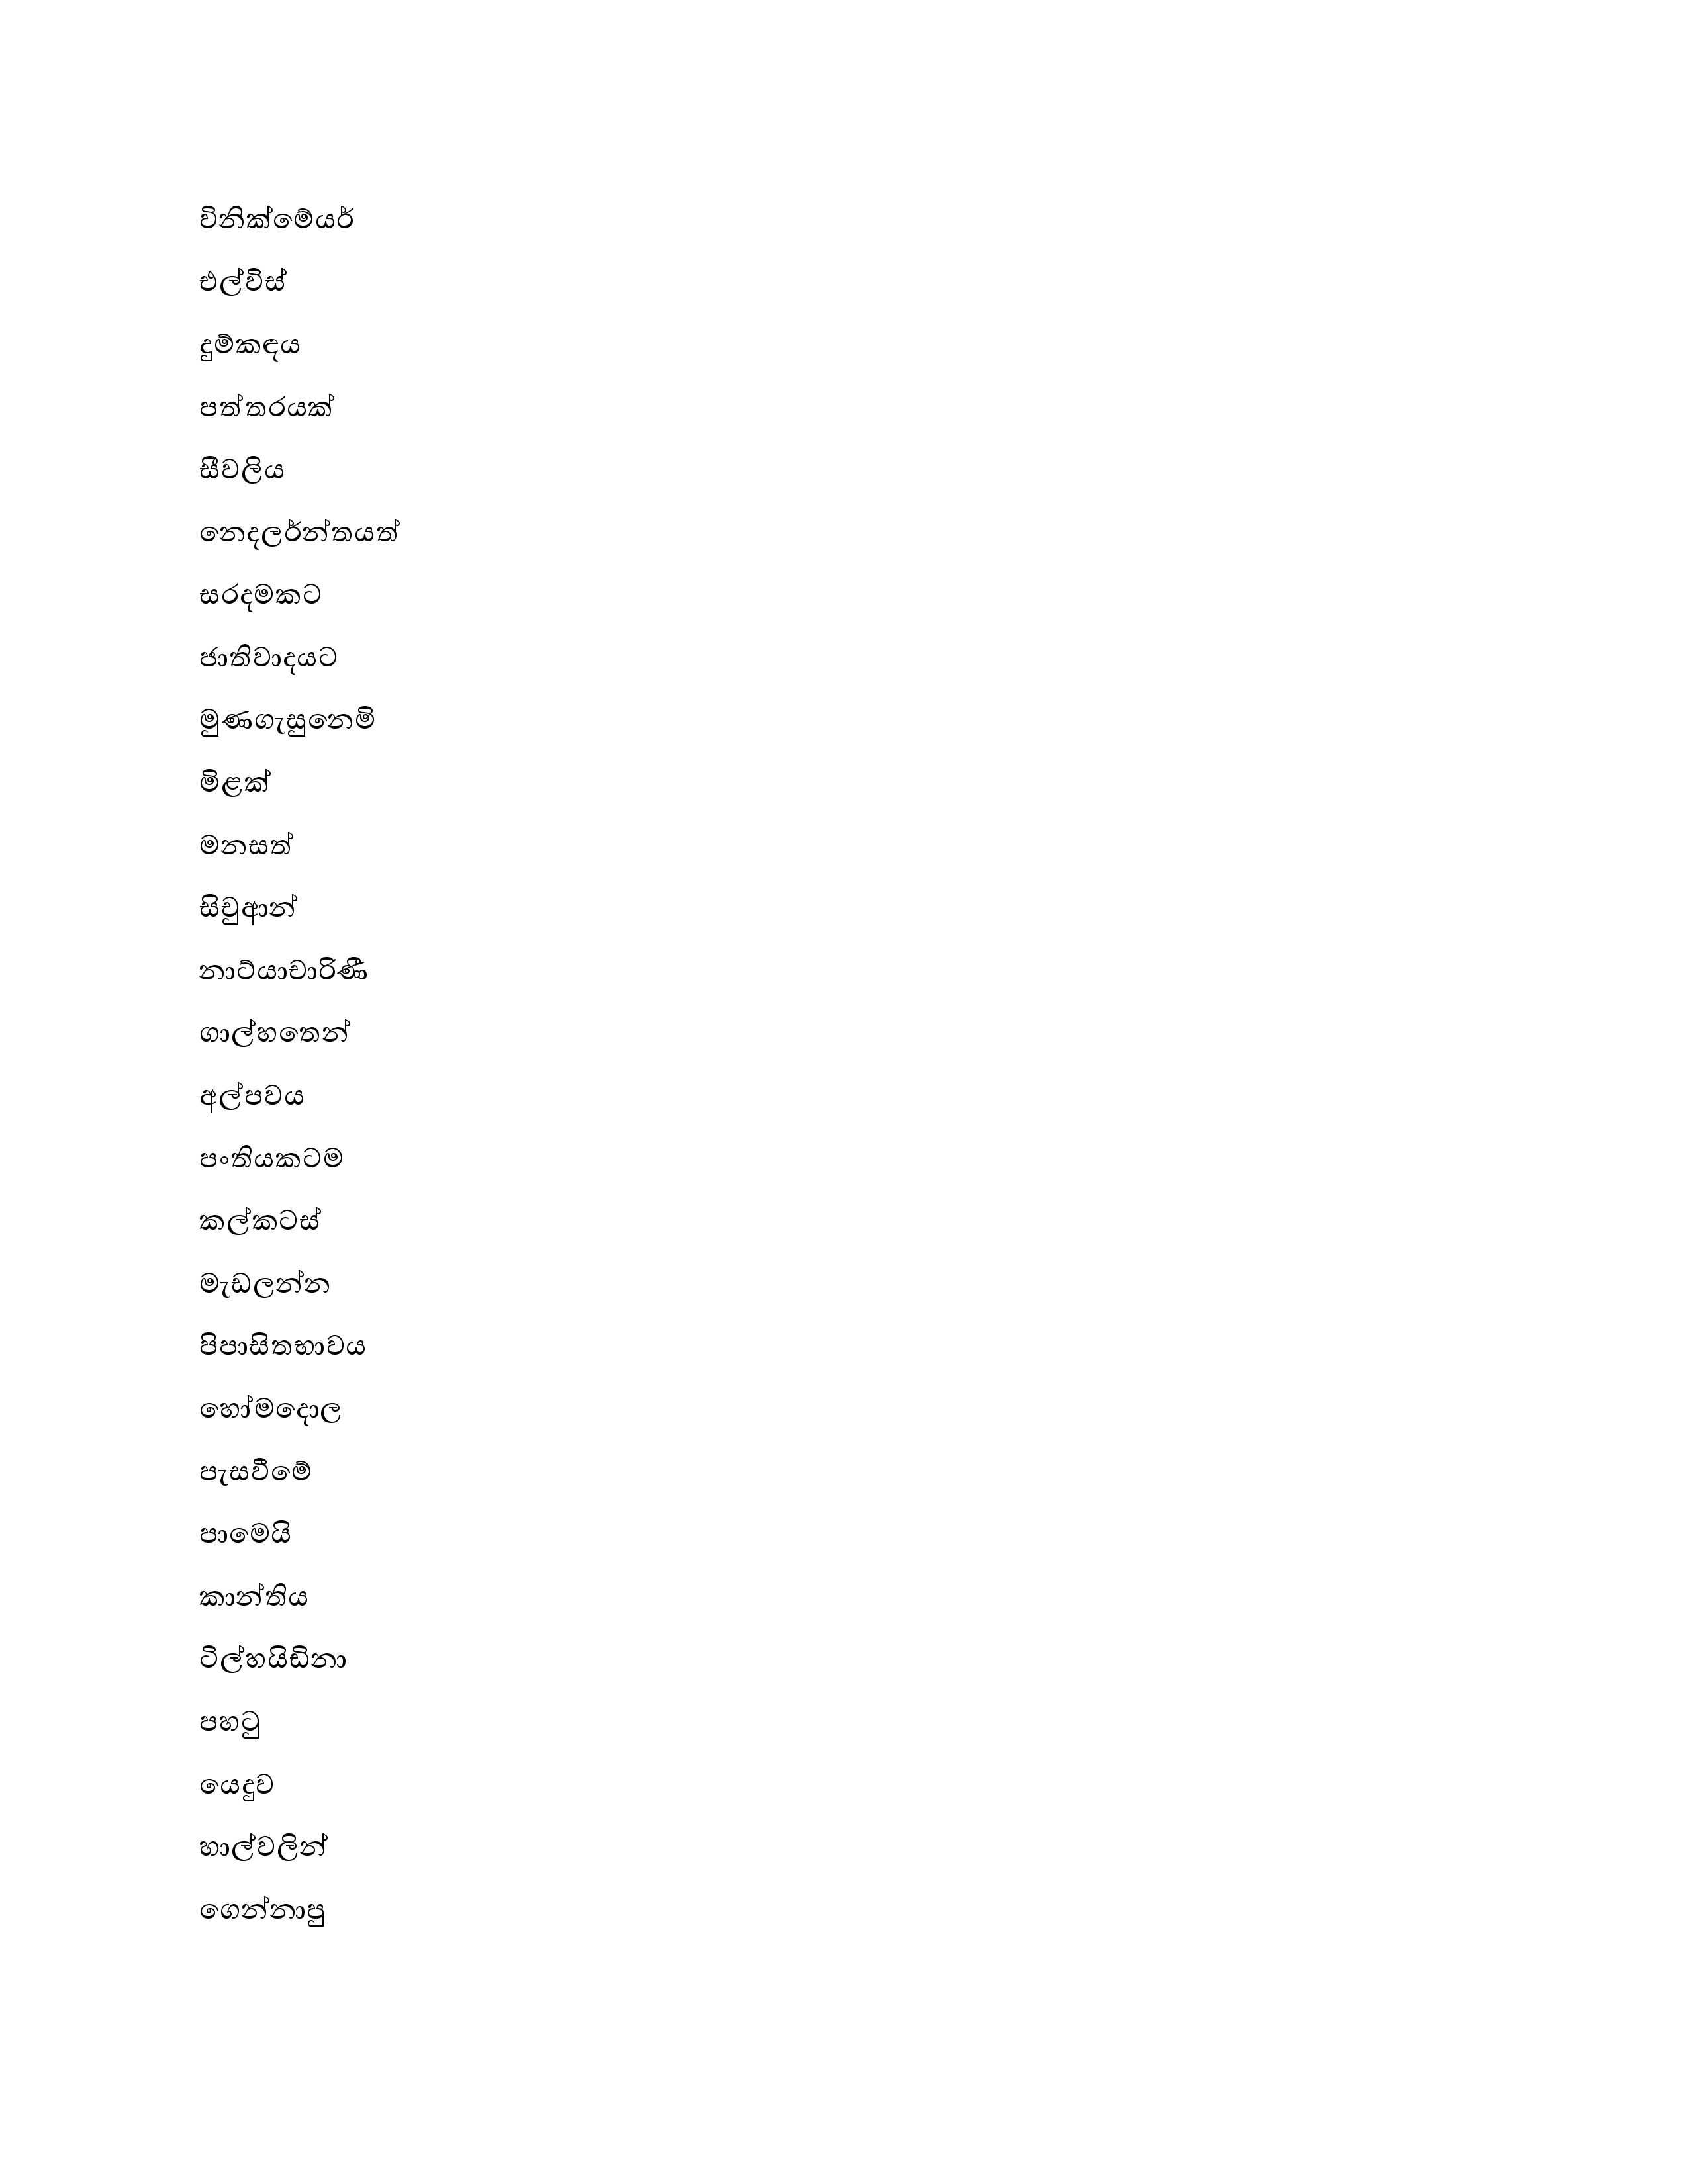 විනික්මේයර්
එල්විස්
දුම්කඳය
පත්තරයක්
සීවලිය
නෙදලර්න්තයත්
සරදමකට
ජාතිවාදයට
මුණගැසුනෙමි
මිළක්
මනසත්
සිචුආන්
නාට්යාචාරිණී
ගාල්හතෙන්
අල්පවය
පංතියකටම
කල්කටස්
මැඩලන්න
පිපාසිතභාවය
හෝමදොල
පැසවීමේ
පාමෙයි
කාන්තිය
ටිල්හයිඩිනා
පහටු
යෙදුව
හාල්වලින්
ගෙන්නාපු